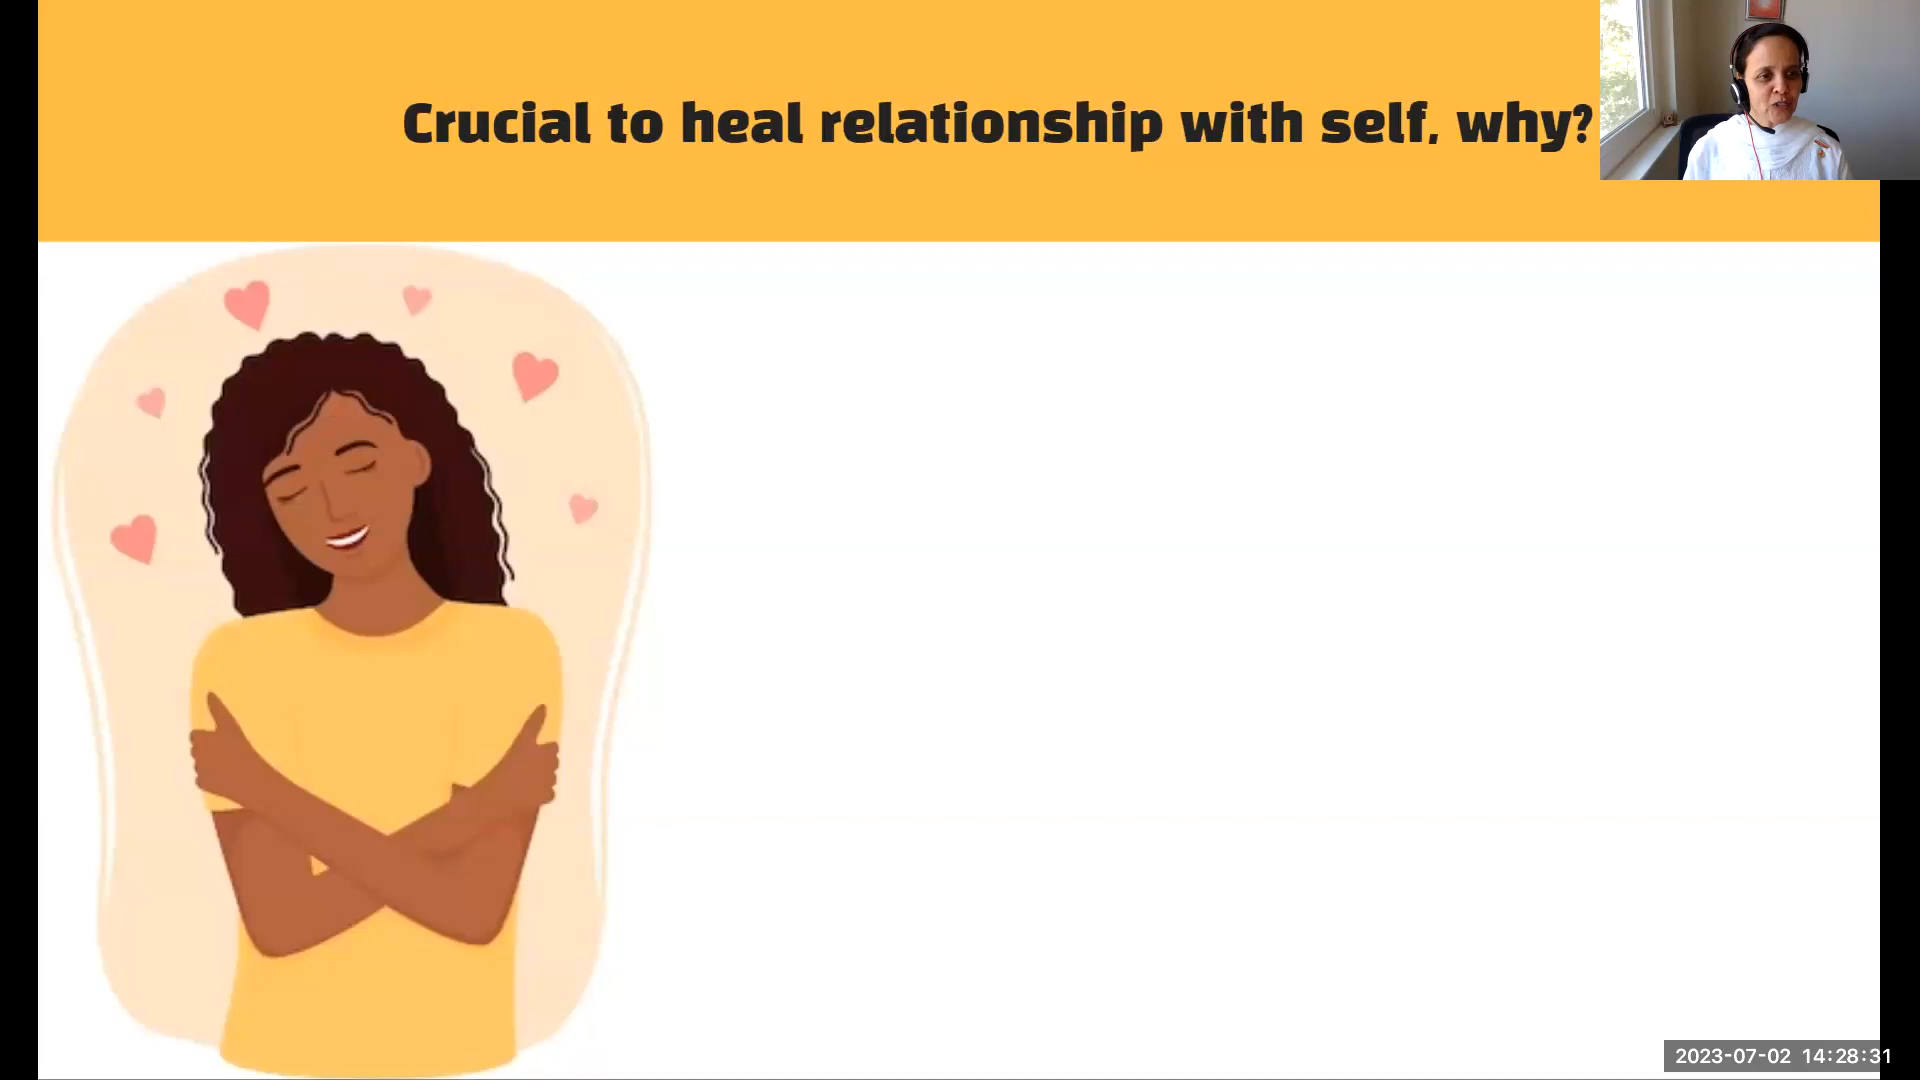 Crucial to heal relationship with self, why?
2023-07-02 14:28:31